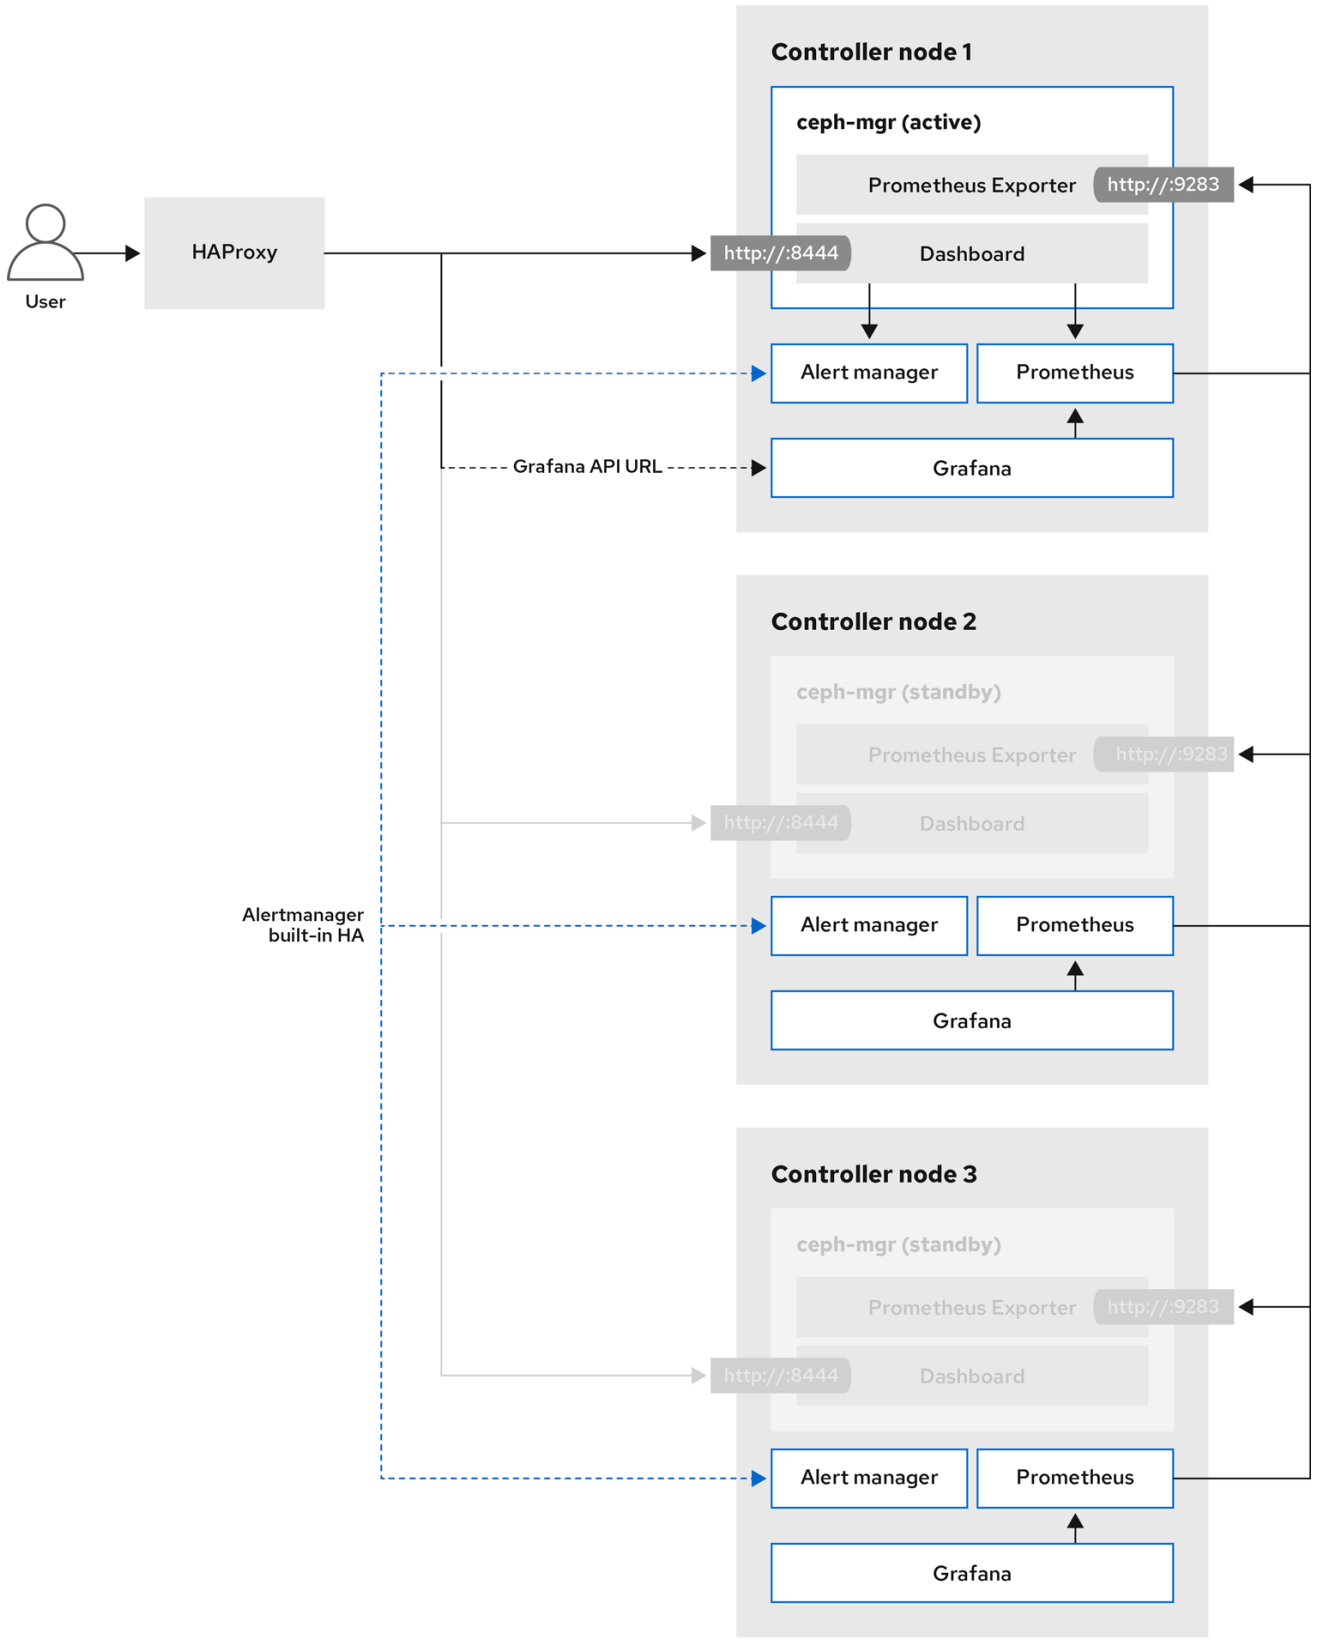 Controller node 1
ceph-mgr (active)
Prometheus Exporter
http://:9283
HAProxy
http://:8444
Dashboard
User
Alert manager
Prometheus
Grafana API URL
Grafana
Controller node 2
ceph-mgr (standby)
Prometheus Exporter
http://:9283
http://:8444
Dashboard
Alertmanager
built-in HA
Alert manager
Prometheus
Grafana
Controller node 3
ceph-mgr (standby)
Prometheus Exporter
http://:9283
http://:8444
Dashboard
Alert manager
Prometheus
Grafana